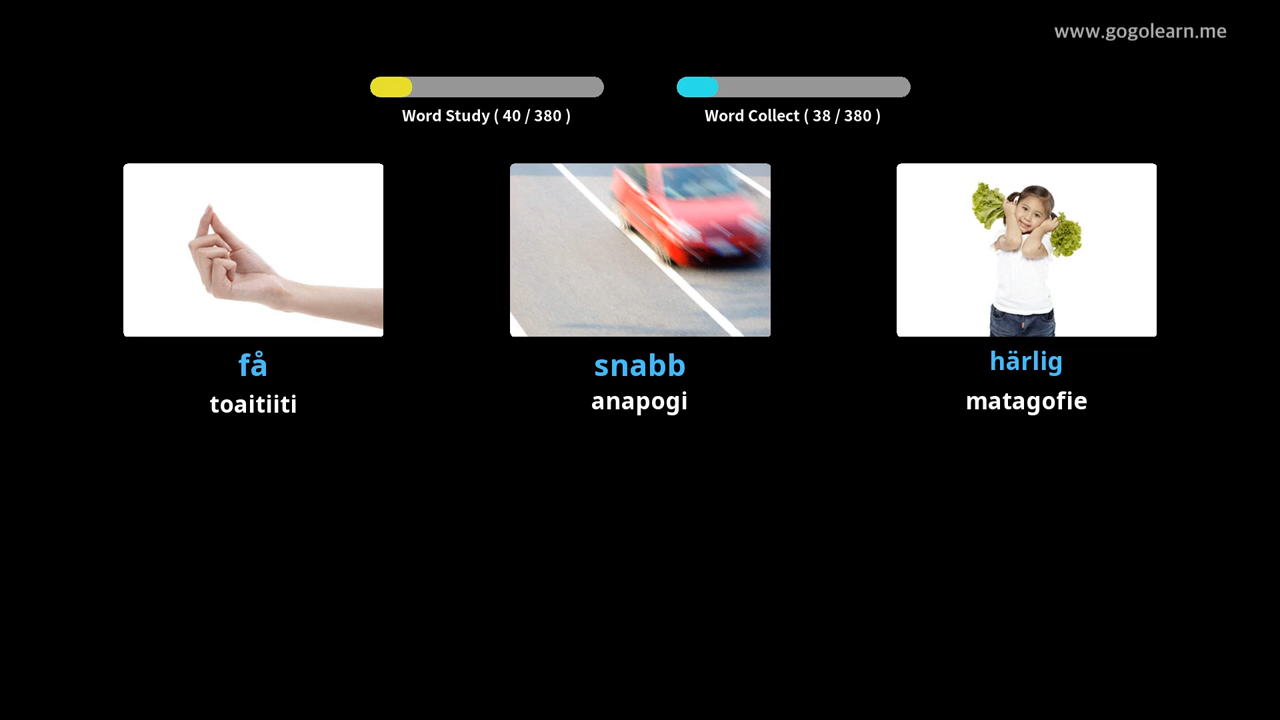 www.gogolearn.me
Word Study ( 40 / 380 )
Word Collect ( 38 / 380 )
få
toaitiiti
snabb
anapogi
härlig
matagofie